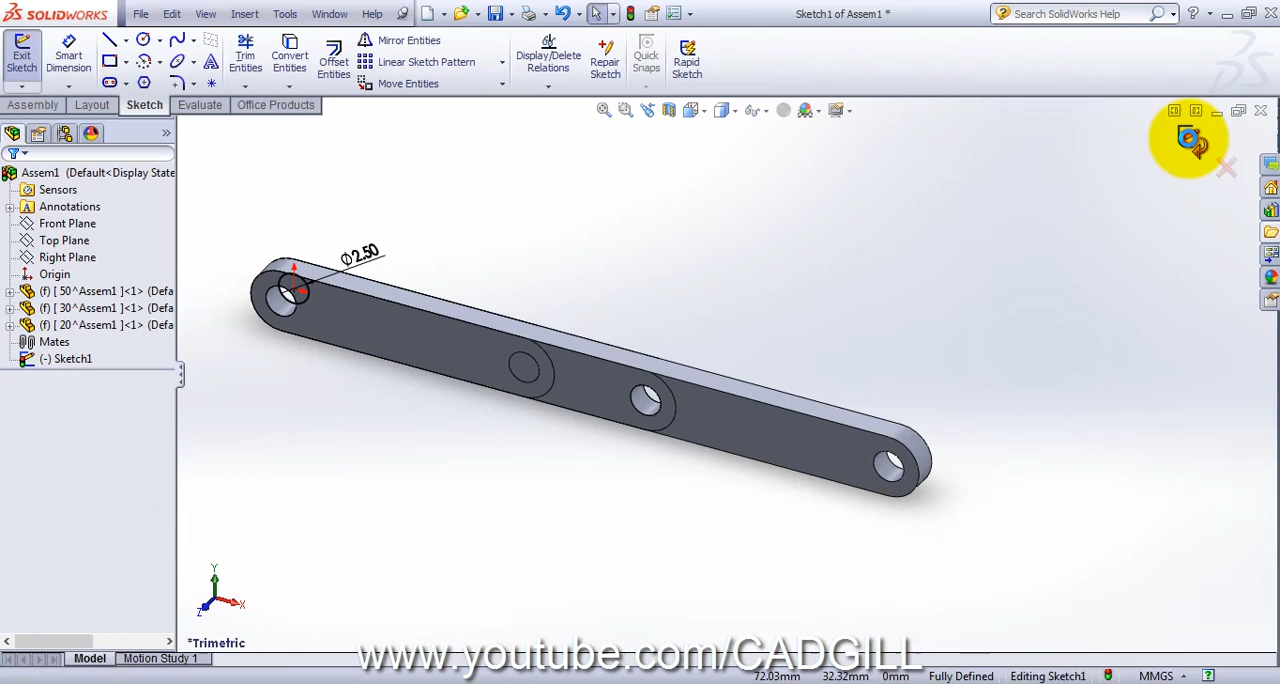 SOLIDWORKS
File
Edit
View
Insert
Tools
Window
Help
Sketch1 of Assem1 *
Search SolidWorks Help
Exit Sketch
Smart Dimension
Trim Entities
Convert Entities
Offset Entities
Mirror Entities
Linear Sketch Pattern
Move Entities
Display/Delete Relations
Repair Sketch
Quick Snaps
Rapid Sketch
Assembly
Layout
Sketch
Evaluate
Office Products
Assem1 (Default<Display State
Sensors
Annotations
Front Plane
Top Plane
Right Plane
Origin
(f) [ 50^Assem1 ]<1> (Defa
(f) [ 30^Assem1 ]<1> (Defa
(f) [ 20^Assem1 ]<1> (Defa
Mates
(-) Sketch1
∅2.50
Y
X
Z
*Trimetric
www.youtube.com/CADGILL
Model
Motion Study 1
72.03mm
32.32mm
0mm
Fully Defined
Editing Sketch1
MMGS